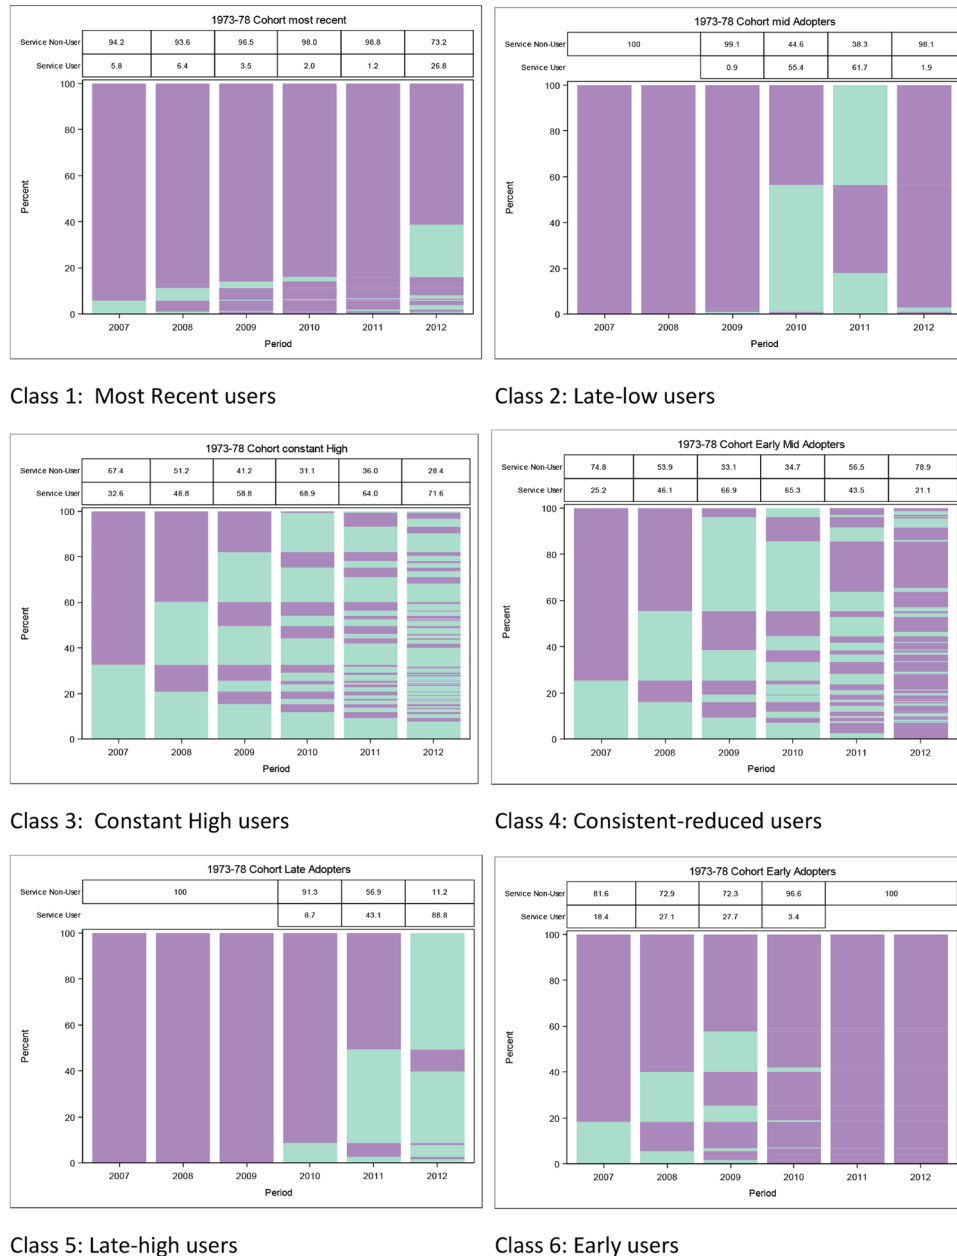 1973-78 Cohort most recent
Service Non-User 94.2 93.6 96.5 98.0 98.8 73.2
Service User 5.8 6.4 3.5 2.0 1.2 26.8
100
80
60
40
20
0
Percent
2007 2008 2009 2010 2011 2012
Period
Class 1: Most Recent users
1973-78 Cohort mid Adopters
Service Non-User 100 99.1 44.6 38.3 98.1
Service User 0.9 55.4 61.7 1.9
100
80
60
40
20
0
Percent
2007 2008 2009 2010 2011 2012
Period
Class 2: Late-low users
1973-78 Cohort constant High
Service Non-User 67.4 51.2 41.2 31.1 36.0 28.4
Service User 32.6 48.8 58.8 68.9 64.0 71.6
100
80
60
40
20
0
Percent
2007 2008 2009 2010 2011 2012
Period
Class 3: Constant High users
1973-78 Cohort Early Mid Adopters
Service Non-User 74.8 53.9 33.1 34.7 56.5 78.9
Service User 25.2 46.1 66.9 65.3 43.5 21.1
100
80
60
40
20
0
Percent
2007 2008 2009 2010 2011 2012
Period
Class 4: Consistent-reduced users
1973-78 Cohort Late Adopters
Service Non-User 100 91.3 56.9 11.2
Service User 8.7 43.1 88.8
100
80
60
40
20
0
Percent
2007 2008 2009 2010 2011 2012
Period
Class 5: Late-high users
1973-78 Cohort Early Adopters
Service Non-User 81.6 72.9 72.3 96.6 100
Service User 18.4 27.1 27.7 3.4
100
80
60
40
20
0
Percent
2007 2008 2009 2010 2011 2012
Period
Class 6: Early users